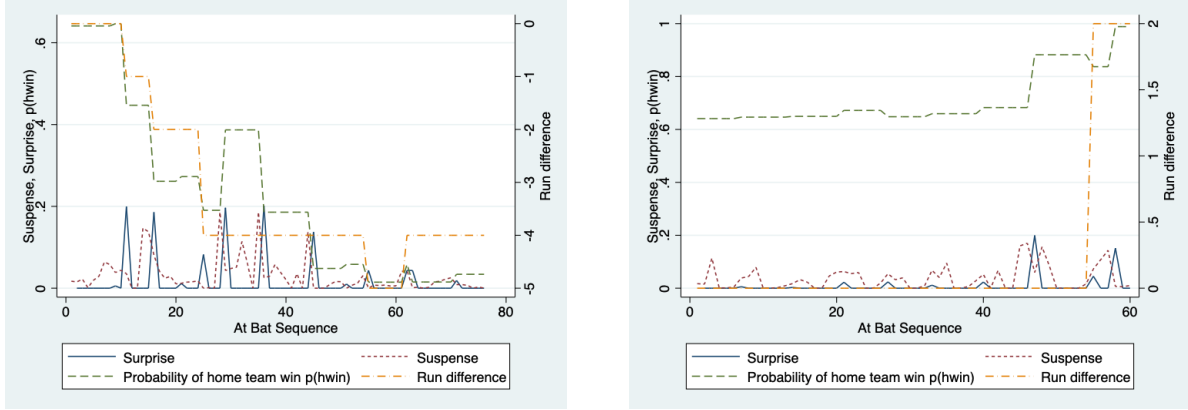 Suspense, Surprise, p(hwin)
.6
.4
.2
0
0
-1
-2
-3
-4
-5
Run difference
0 20 40 60 80
At Bat Sequence
Surprise Suspense
Probability of home team win p(hwin) Run difference
Suspense, Surprise, p(hwin)
1
.8
.6
.4
.2
0
2
1.5
1
.5
0
Run difference
0 20 40 60
At Bat Sequence
Surprise Suspense
Probability of home team win p(hwin) Run difference